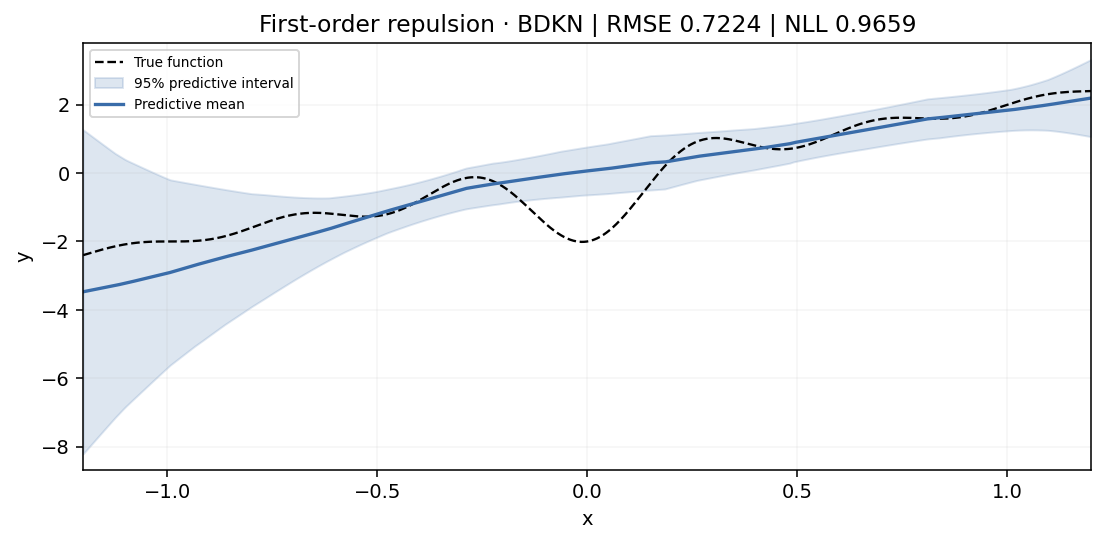 First-order repulsion · BDKN | RMSE 0.7224 | NLL 0.9659
True function
95% predictive interval
Predictive mean
y
2
0
−2
−4
−6
−8
−1.0 −0.5 0.0 0.5 1.0
x